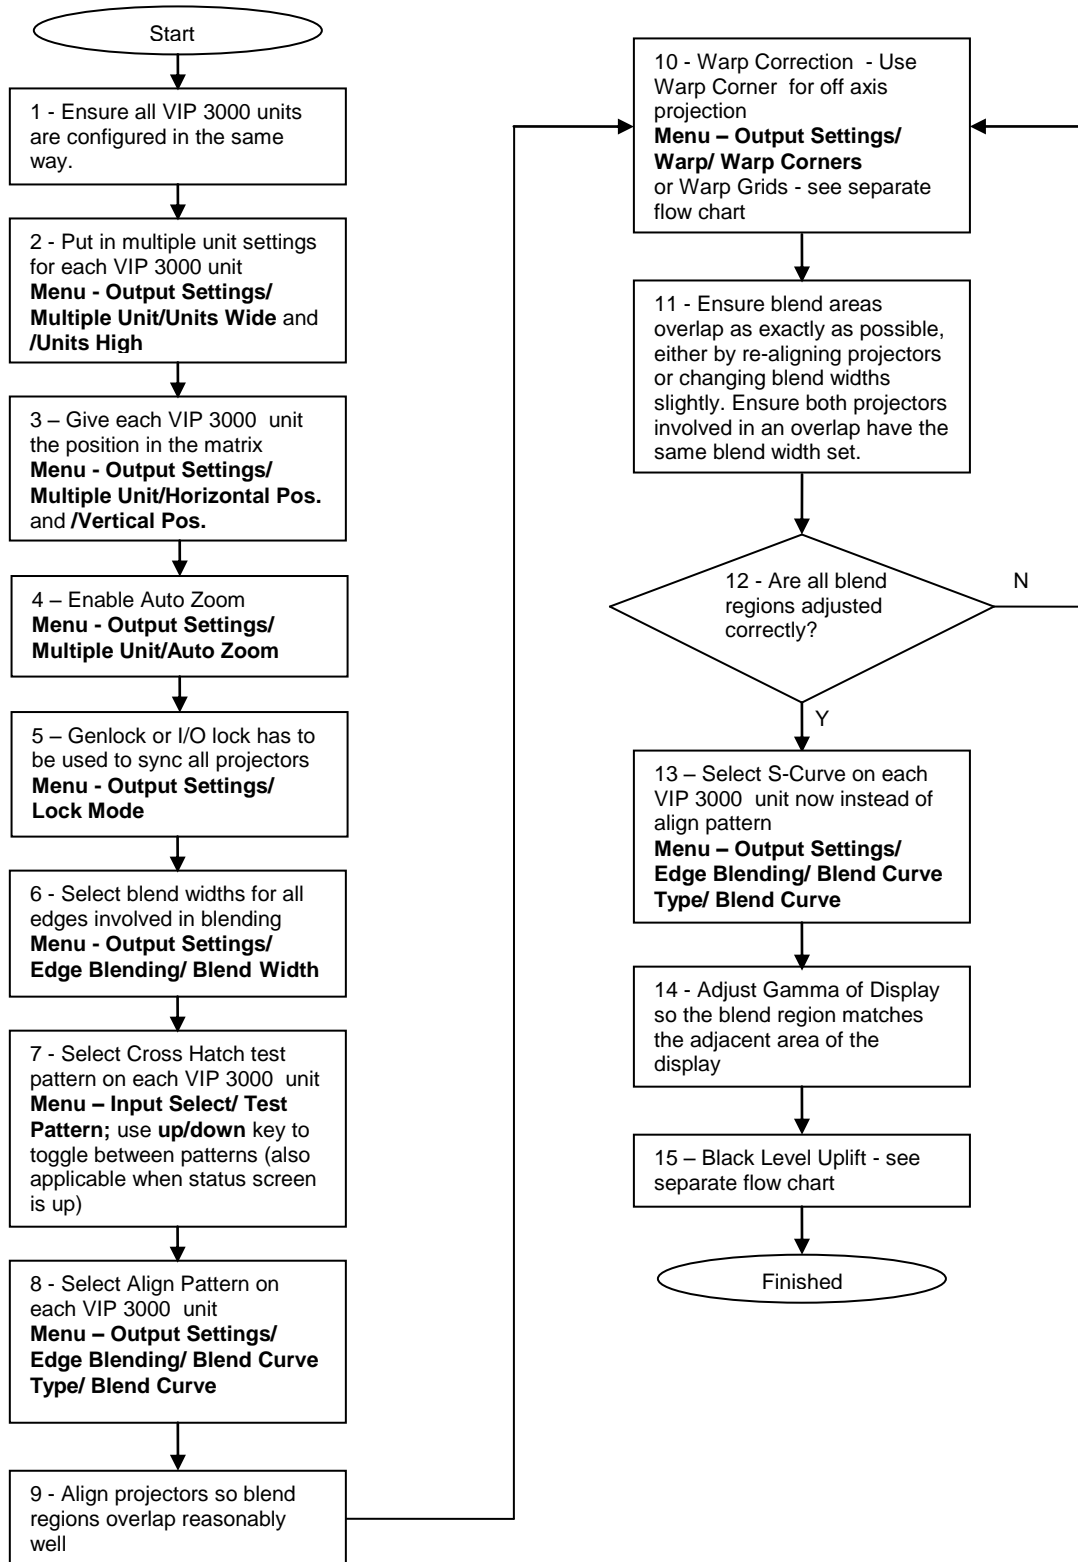 Start
1 - Ensure all VIP 3000 units
are configured in the same
way.
2 - Put in multiple unit settings
for each VIP 3000 unit
Menu - Output Settings/
Multiple Unit/Units Wide and
/Units High
3 – Give each VIP 3000 unit
the position in the matrix
Menu - Output Settings/
Multiple Unit/Horizontal Pos.
and /Vertical Pos.
4 – Enable Auto Zoom
Menu - Output Settings/
Multiple Unit/Auto Zoom
5 – Genlock or I/O lock has to
be used to sync all projectors
Menu - Output Settings/
Lock Mode
6 - Select blend widths for all
edges involved in blending
Menu - Output Settings/
Edge Blending/ Blend Width
7 - Select Cross Hatch test
pattern on each VIP 3000 unit
Menu – Input Select/ Test
Pattern; use up/down key to
toggle between patterns (also
applicable when status screen
is up)
8 - Select Align Pattern on
each VIP 3000 unit
Menu – Output Settings/
Edge Blending/ Blend Curve
Type/ Blend Curve
9 - Align projectors so blend
regions overlap reasonably
well
10 - Warp Correction - Use
Warp Corner for off axis
projection
Menu – Output Settings/
Warp/ Warp Corners
or Warp Grids - see separate
flow chart
11 - Ensure blend areas
overlap as exactly as possible,
either by re-aligning projectors
or changing blend widths
slightly. Ensure both projectors
involved in an overlap have the
same blend width set.
12 - Are all blend
regions adjusted
correctly?
N
Y
13 – Select S-Curve on each
VIP 3000 unit now instead of
align pattern
Menu – Output Settings/
Edge Blending/ Blend Curve
Type/ Blend Curve
14 - Adjust Gamma of Display
so the blend region matches
the adjacent area of the
display
15 – Black Level Uplift - see
separate flow chart
Finished